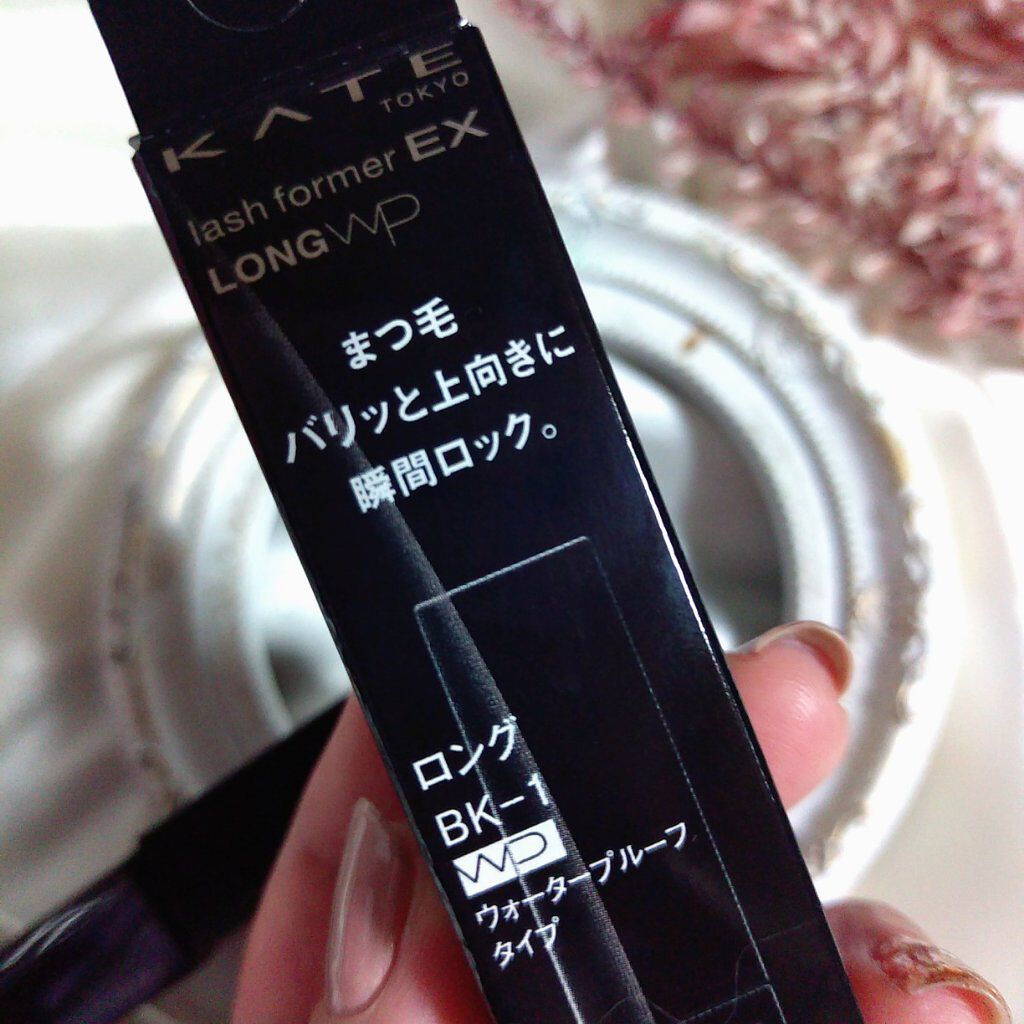 KATE
TOKYO
lash former EX
LONG WP
まつ毛
バリッと上向きに
瞬間ロック。
ロング
BK-1
WP
ウォータープルーフ
タイプ